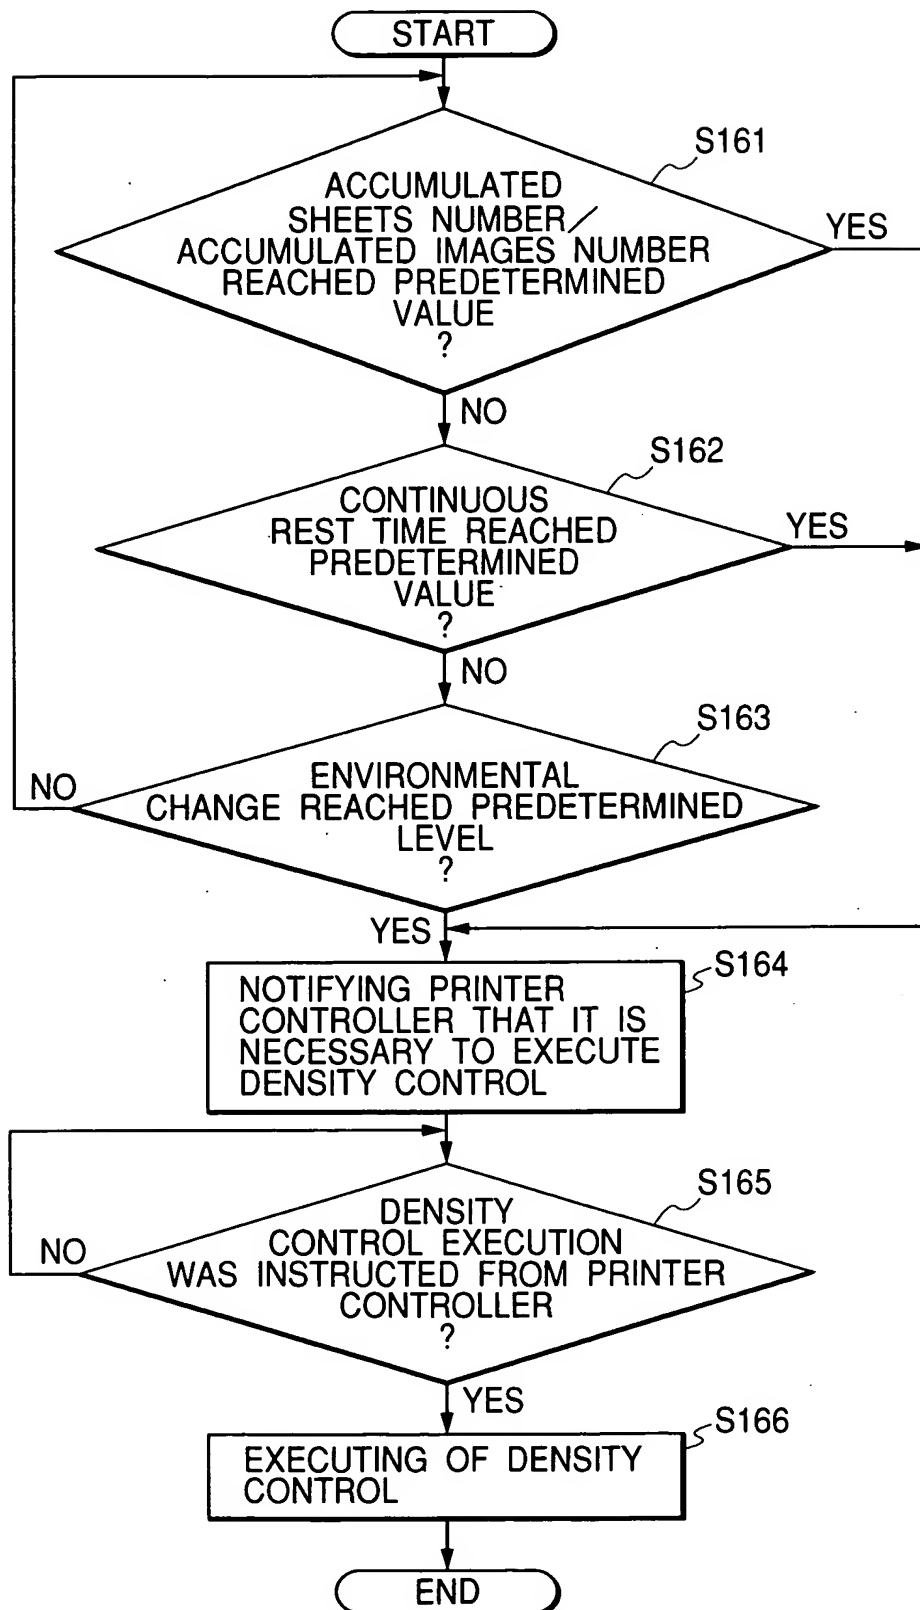 START
S161
ACCUMULATED
SHEETS NUMBER/
ACCUMULATED IMAGES NUMBER
REACHED PREDETERMINED
VALUE
?
YES
NO
S162
CONTINUOUS
REST TIME REACHED
PREDETERMINED
VALUE
?
YES
NO
S163
ENVIRONMENTAL
CHANGE REACHED PREDETERMINED
LEVEL
?
NO
YES
S164
NOTIFYING PRINTER
CONTROLLER THAT IT IS
NECESSARY TO EXECUTE
DENSITY CONTROL
S165
DENSITY
CONTROL EXECUTION
WAS INSTRUCTED FROM PRINTER
CONTROLLER
?
NO
YES
S166
EXECUTING OF DENSITY
CONTROL
END